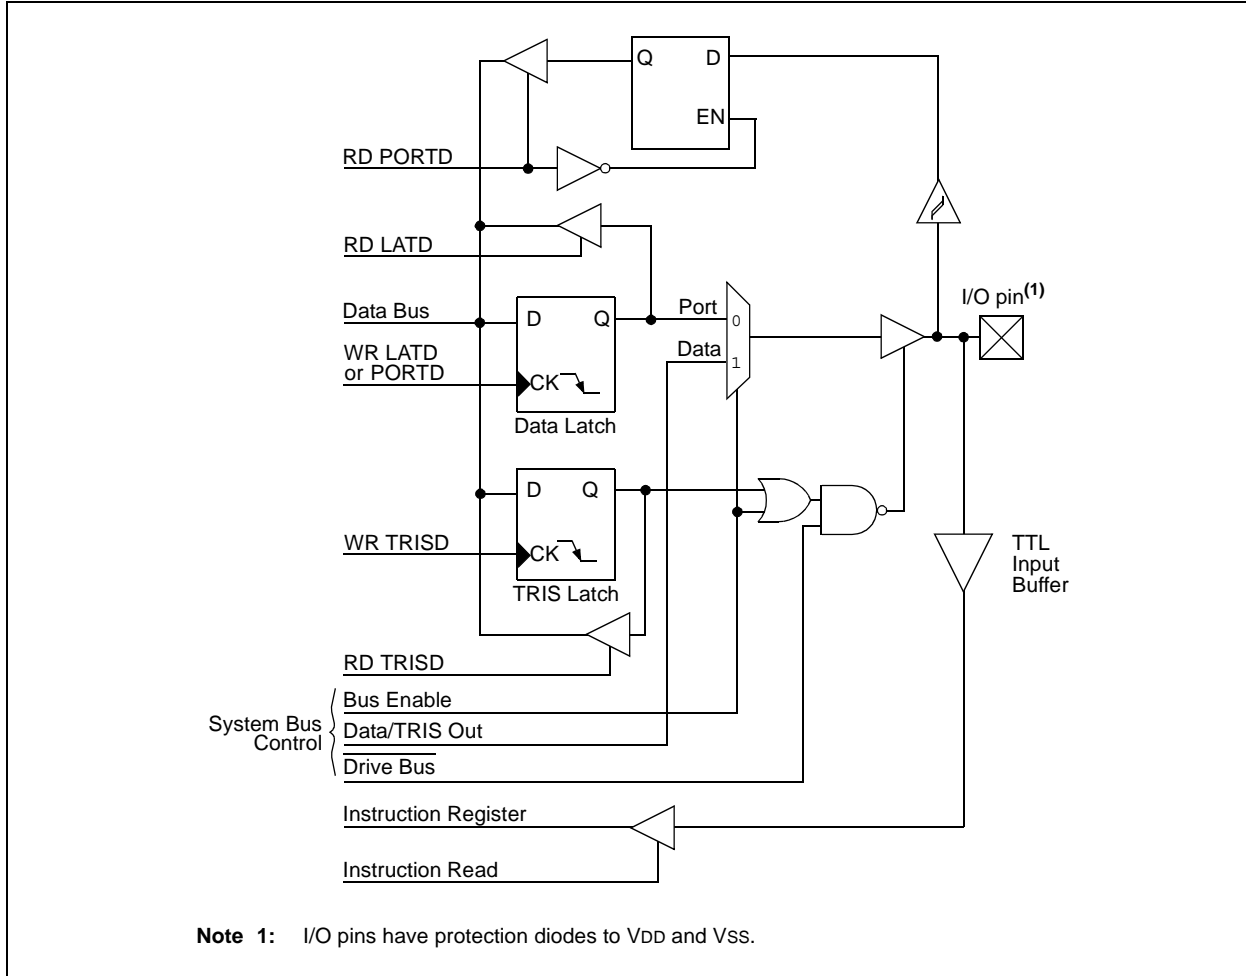 Q D
EN
RD PORTD
RD LATD
I/O pin(1)
Data Bus
D Q
Port
0
WR LATD
or PORTD
Data
1
CK
Data Latch
D Q
WR TRISD
CK
TTL
Input
Buffer
TRIS Latch
RD TRISD
Bus Enable
System Bus
Control
Data/TRIS Out
Drive Bus
Instruction Register
Instruction Read
Note 1: I/O pins have protection diodes to VDD and VSS.